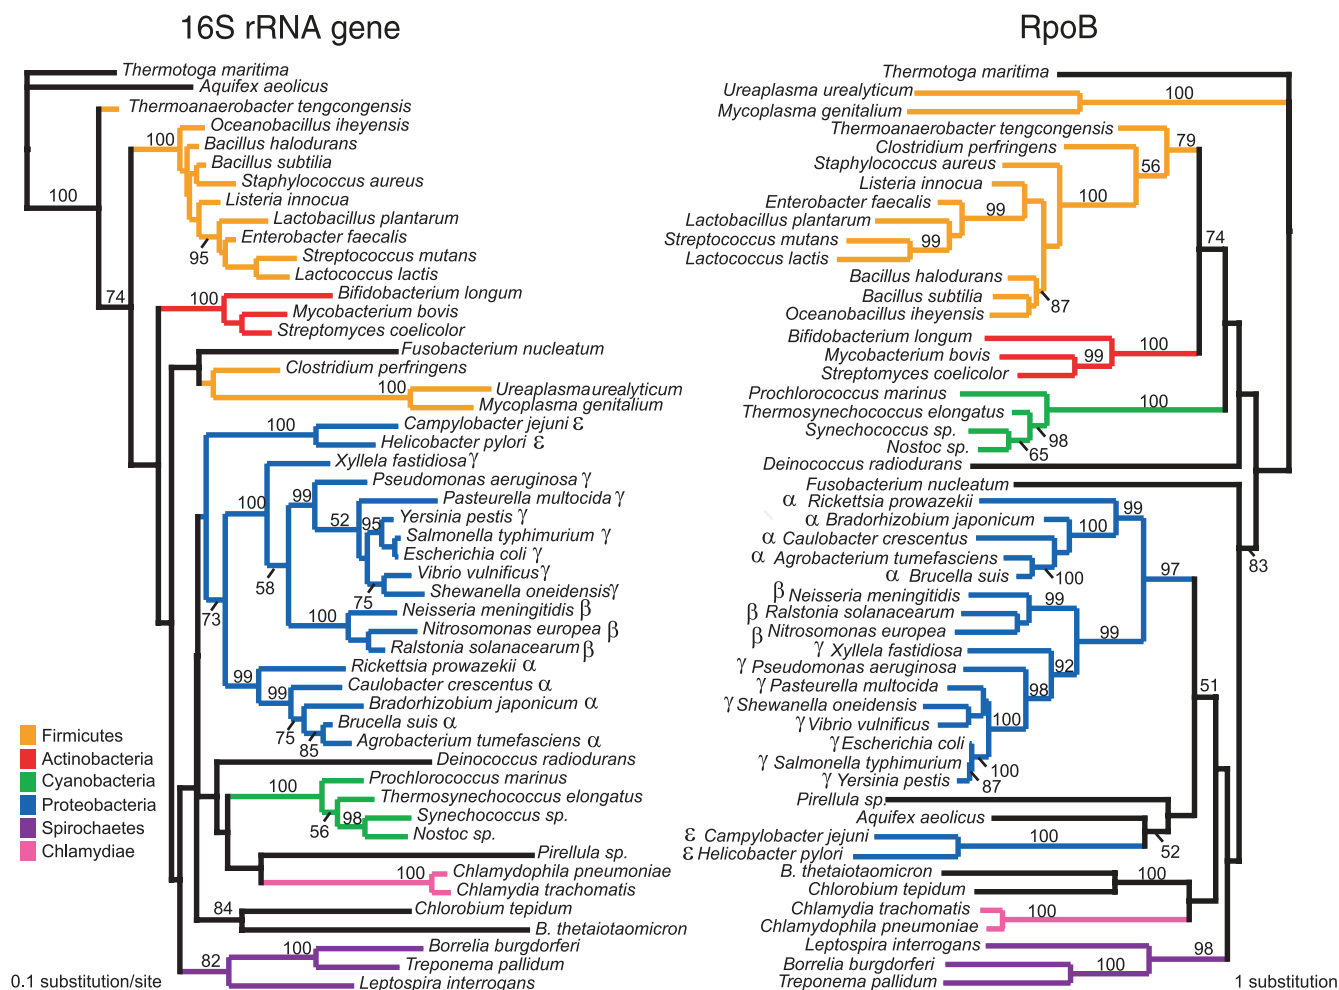 16S rRNA gene
Thermotoga maritima
Aquifex aeolicus
Thermoanaerobacter tengcongensis
Oceanobacillus iheyensis
100
Bacillus halodurans
Bacillus subtilia
Staphylococcus aureus
Listeria innocua
100
Lactobacillus plantarum
Enterobacter faecalis
95
Streptococcus mutans
Lactococcus lactis
74
100
Bifidobacterium longum
Mycobacterium bovis
Streptomyces coelicolor
Fusobacterium nucleatum
Clostridium perfringens
100
Ureaplasmaurealyticum
Mycoplasma genitalium
100
Campylobacter jejuni ε
Helicobacter pylori ε
Xyllela fastidiosa γ
Pseudomonas aeruginosa γ
100
99
Pasteurella multocida γ
52
95
Yersinia pestis γ
Salmonella typhimurium γ
Escherichia coli γ
58
Vibrio vulnificus γ
Shewanella oneidensis γ
75
73
100
Neisseria meningitidis β
Nitrosomonas europea β
Ralstonia solanacearum β
Rickettsia prowazekii α
99
99
Caulobacter crescentus α
Bradorhizobium japonicum α
75
Brucella suis α
85
Agrobacterium tumefasciens α
Deinococcus radiodurans
100
Prochlorococcus marinus
Thermosynechococcus elongatus
56
98
Synechococcus sp.
Nostoc sp.
Pirellula sp.
100
Chlamydophila pneumoniae
Chlamydia trachomatis
84
Chlorobium tepidum
B. thetaiotaomicron
100
Borrelia burgdorferi
82
Treponema pallidum
Leptospira interrogans
Firmicutes
Actinobacteria
Cyanobacteria
Proteobacteria
Spirochaetes
Chlamydiae
0.1 substitution/site
RpoB
Thermotoga maritima
Ureaplasma urealyticum
100
Mycoplasma genitalium
Thermoanaerobacter tengcongensis
79
Clostridium perfringens
Staphylococcus aureus
56
Listeria innocua
100
Enterobacter faecalis
99
Lactobacillus plantarum
Streptococcus mutans
99
Lactococcus lactis
74
Bacillus halodurans
Bacillus subtilia
87
Oceanobacillus iheyensis
Bifidobacterium longum
100
Mycobacterium bovis
99
Streptomyces coelicolor
Prochlorococcus marinus
100
Thermosynechococcus elongatus
Synechococcus sp.
98
Nostoc sp.
65
Deinococcus radiodurans
Fusobacterium nucleatum
α Rickettsia prowazekii
99
α Bradorhizobium japonicum
100
α Caulobacter crescentus
α Agrobacterium tumefasciens
83
α Brucella suis
100
97
β Neisseria meningitidis
99
β Ralstonia solanacearum
β Nitrosomonas europea
99
γ Xyllela fastidiosa
γ Pseudomonas aeruginosa
92
γ Pasteurella multocida
98
51
γ Shewanella oneidensis
γ Vibrio vulnificus
100
γ Escherichia coli
γ Salmonella typhimurium
100
γ Yersinia pestis
87
Pirellula sp.
Aquifex aeolicus
ε Campylobacter jejuni
100
ε Helicobacter pylori
52
B. thetaiotaomicron
100
Chlorobium tepidum
Chlamydia trachomatis
100
Chlamydophila pneumoniae
Leptospira interrogans
98
Borrelia burgdorferi
100
Treponema pallidum
1 substitution